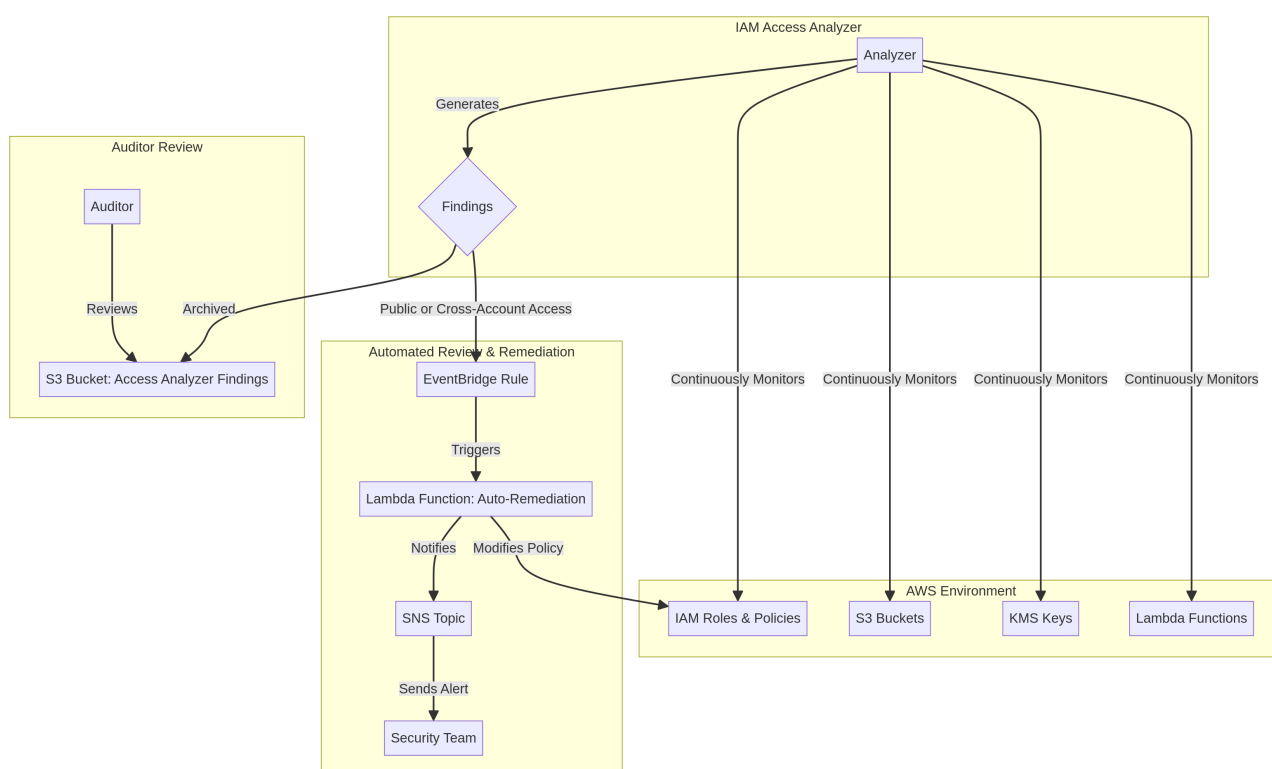 IAM Access Analyzer
Analyzer
Generates
Auditor Review
Auditor
Findings
Reviews
Archived
Public or Cross-Account Access
Automated Review & Remediation
S3 Bucket: Access Analyzer Findings
EventBridge Rule
Continuously Monitors
Continuously Monitors
Continuously Monitors
Continuously Monitors
Triggers
Lambda Function: Auto-Remediation
Notifies
Modifies Policy
AWS Environment
SNS Topic
IAM Roles & Policies
S3 Buckets
KMS Keys
Lambda Functions
Sends Alert
Security Team